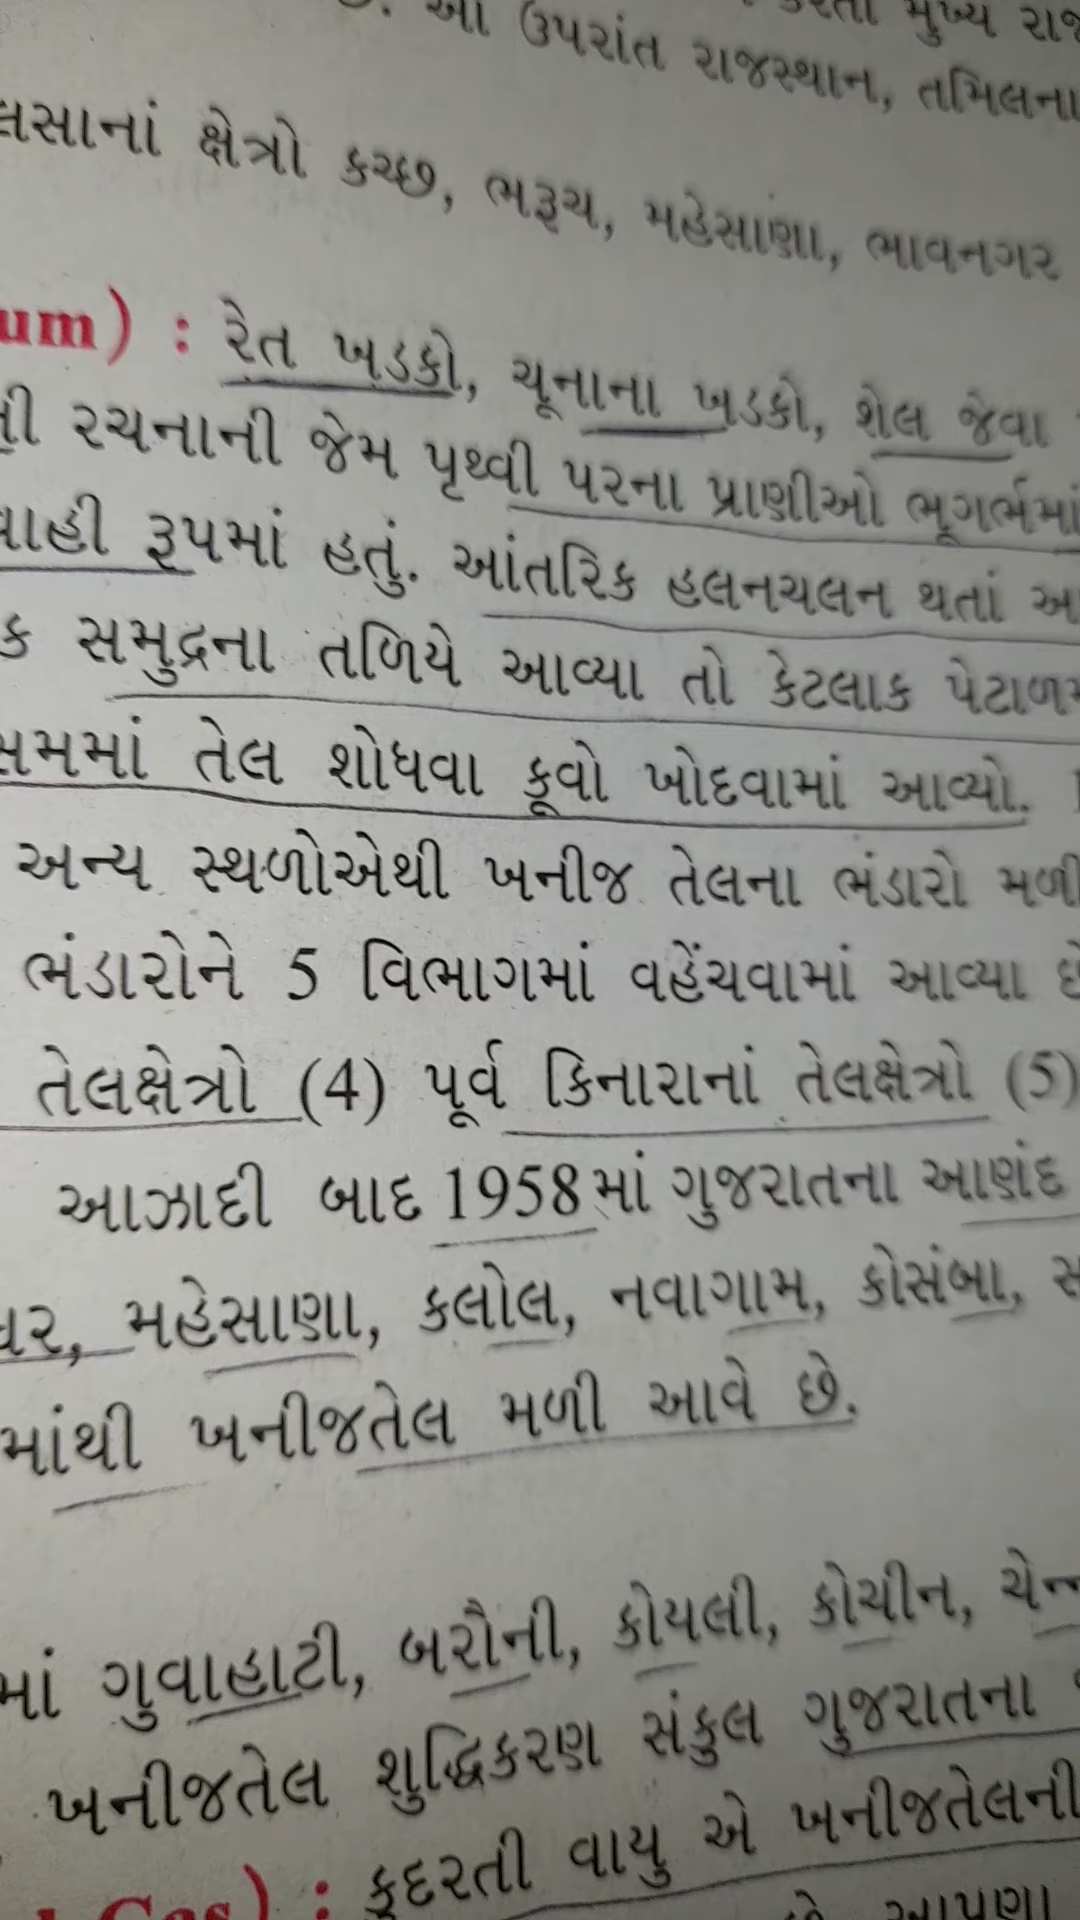 આ ઉપરાંત રાજસ્થાન,
ક્ષેત્રો કચ્છ, ભરૂચ, મહેસાણા, ભાવનગર
um) : રેત ખડકો, ચૂનાના ખડકો, શેલ જેવા
રચનાની જેમ પૃથ્વી પરના પ્રાણીઓ ભૂગર્ભમાં
રૂપમાં હતું. આંતરિક હલનચલન થતાં
સમુદ્રના તળિયે આવ્યા તો કેટલાક
તેલ શોધવા કૂવો ખોદવામાં આવ્યો.
અન્ય સ્થળોએથી ખનીજ તેલના ભંડારો મળી
ભંડારોને 5 વિભાગમાં વહેંચવામાં આવ્યા
તેલક્ષેત્રો (4) પૂર્વ કિનારાનાં તેલક્ષેત્રો (5)
આઝાદી બાદ 1958માં ગુજરાતના આણંદ
મહેસાણા, કલોલ, નવાગામ, કોસંબા,
માંથી ખનીજતેલ મળી આવે છે.
માં ગુવાહાટી, બરૌની, કોયલી, કોચીન,
ખનીજતેલ શુદ્ધિકરણ સંકુલ ગુજરાતના
Gas) : કુદરતી વાયુ એ ખનીજતેલની
આપણા